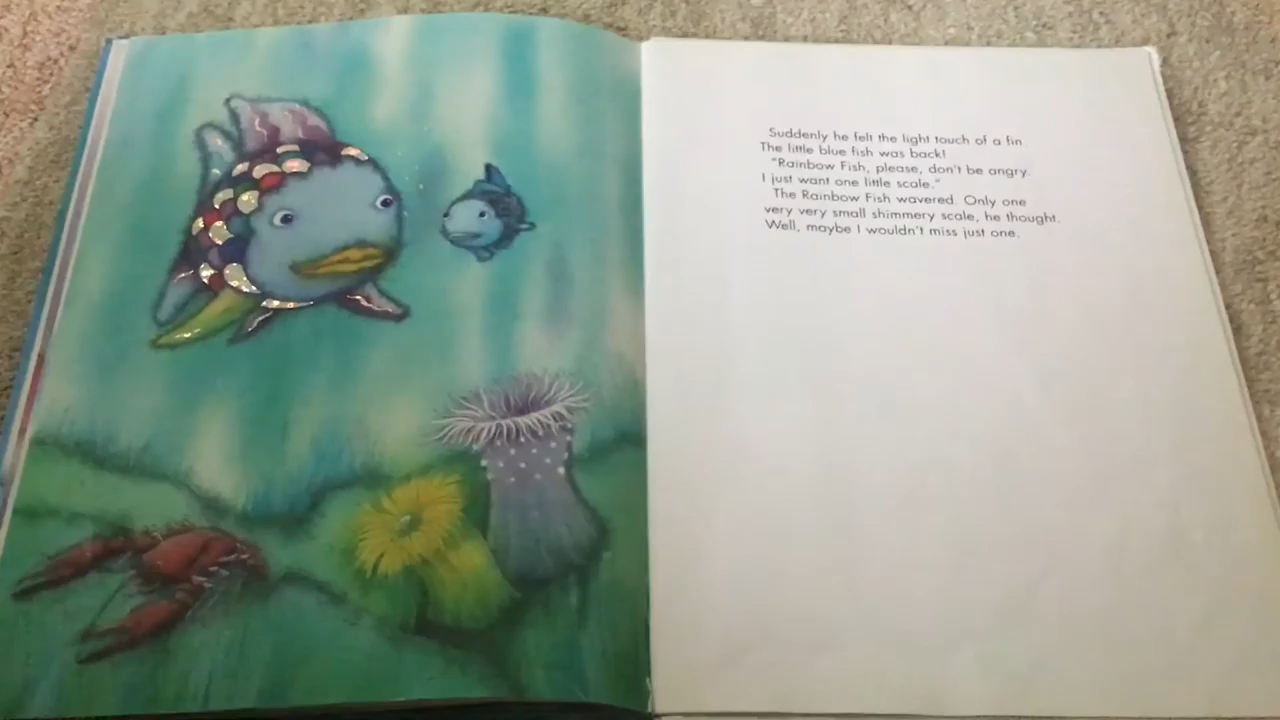 Suddenly he felt the light touch of a fin.
The little blue fish was back!
"Rainbow Fish, please, don't be angry.
I just want one little scale."
The Rainbow Fish wavered. Only one
very very small shimmery scale, he thought.
Well, maybe I wouldn't miss just one.